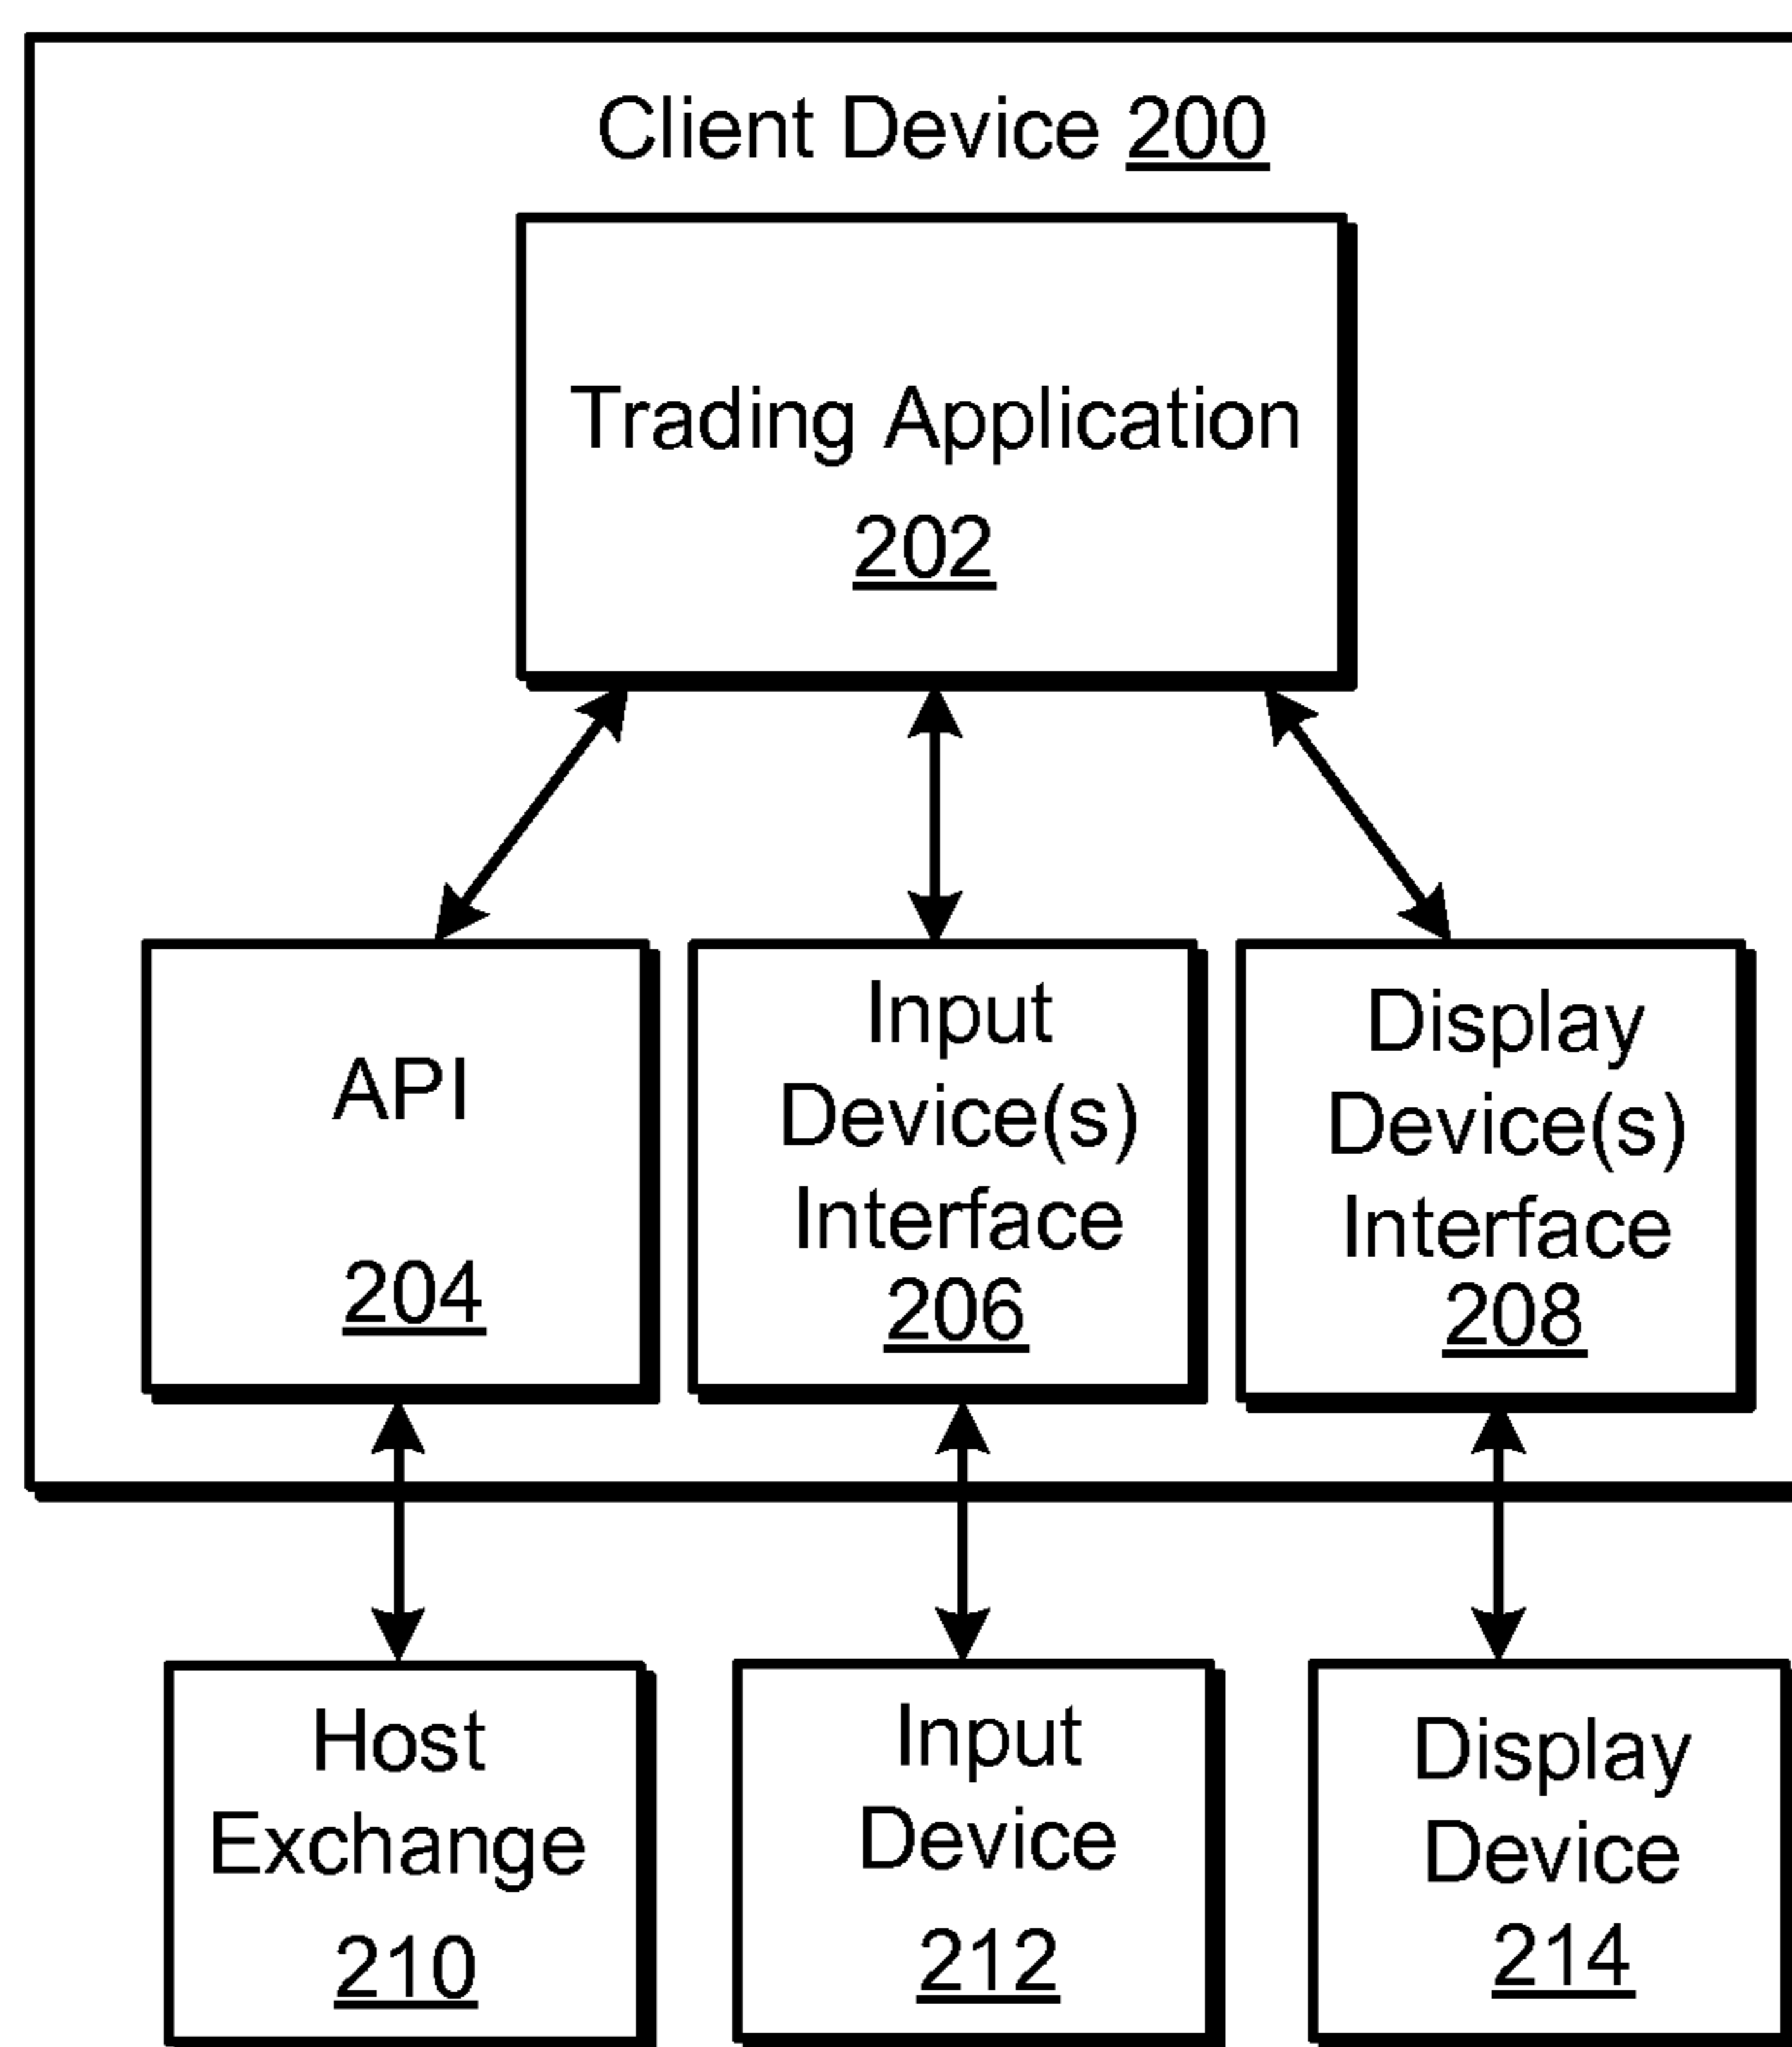 Client Device 200
Trading Application
202
API
204
Input
Device(s)
Interface
206
Display
Device(s)
Interface
208
Host
Exchange
210
Input
Device
212
Display
Device
214